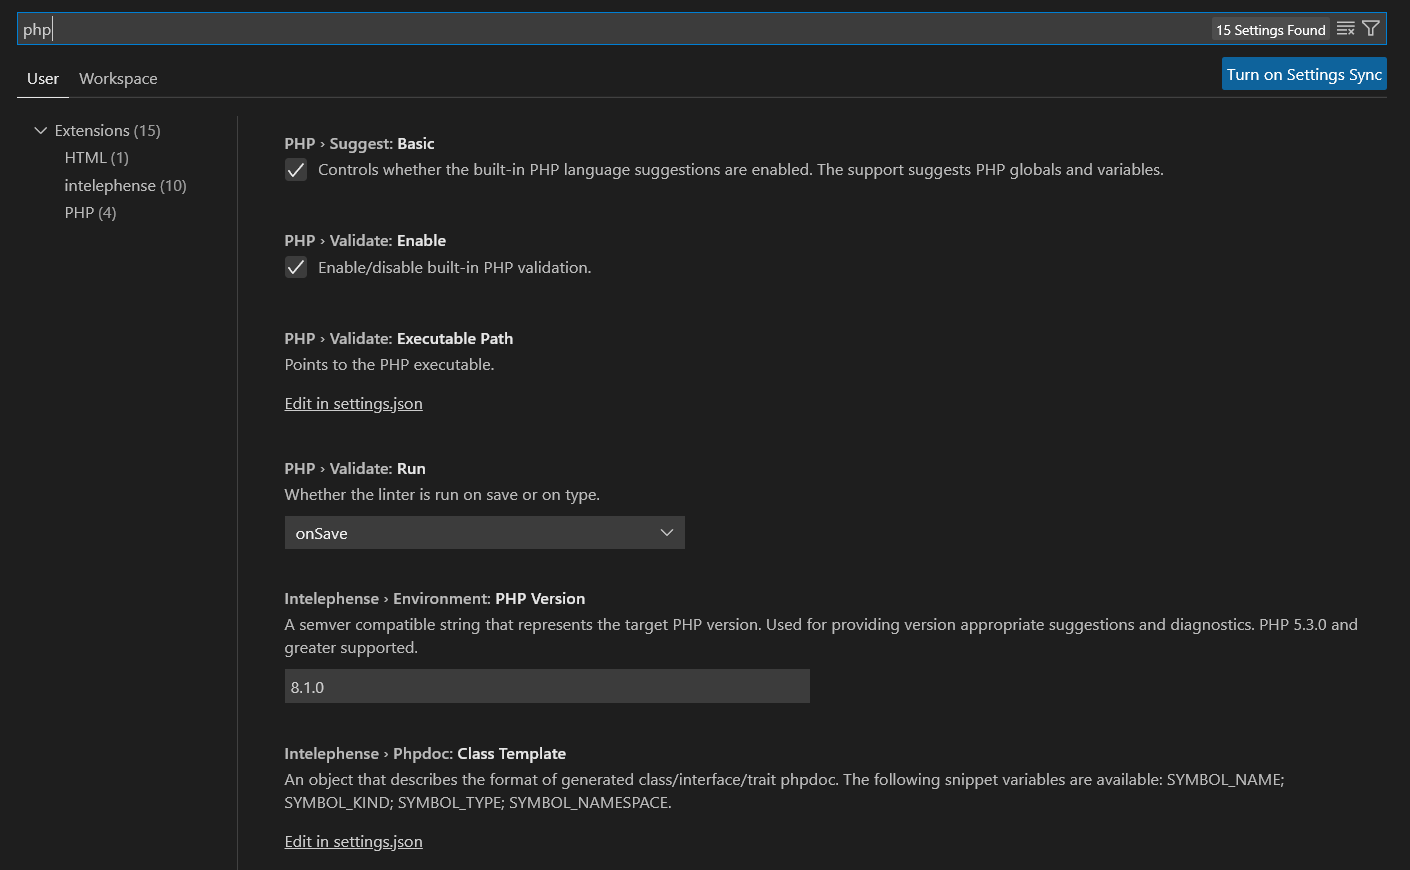 php
15 Settings Found
User
Workspace
Turn on Settings Sync
Extensions (15)
HTML (1)
intelephense (10)
PHP (4)
PHP › Suggest: Basic
Controls whether the built-in PHP language suggestions are enabled. The support suggests PHP globals and variables.
PHP › Validate: Enable
Enable/disable built-in PHP validation.
PHP › Validate: Executable Path
Points to the PHP executable.
Edit in settings.json
PHP › Validate: Run
Whether the linter is run on save or on type.
onSave
Intelephense › Environment: PHP Version
A semver compatible string that represents the target PHP version. Used for providing version appropriate suggestions and diagnostics. PHP 5.3.0 and
greater supported.
8.1.0
Intelephense › Phpdoc: Class Template
An object that describes the format of generated class/interface/trait phpdoc. The following snippet variables are available: SYMBOL_NAME;
SYMBOL_KIND; SYMBOL_TYPE; SYMBOL_NAMESPACE.
Edit in settings.json